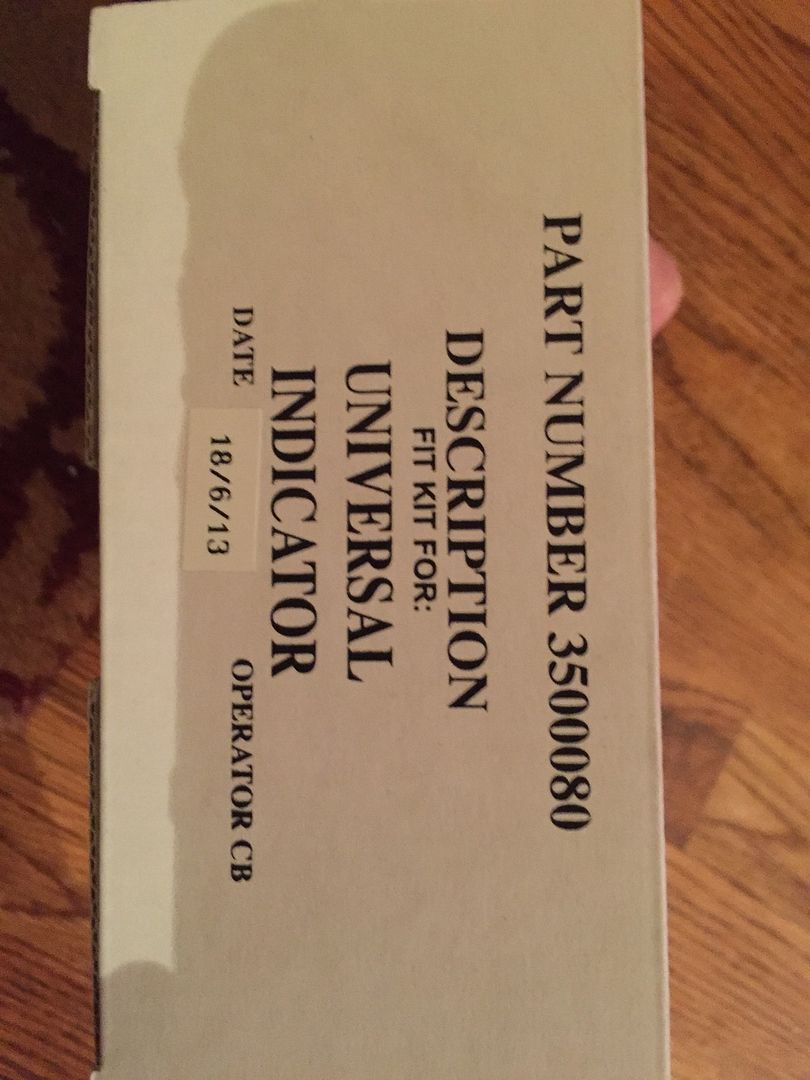 PART NUMBER 3500080
DESCRIPTION
FIT KIT FOR:
UNIVERSAL
INDICATOR
DATE 18/6/13 OPERATOR CB